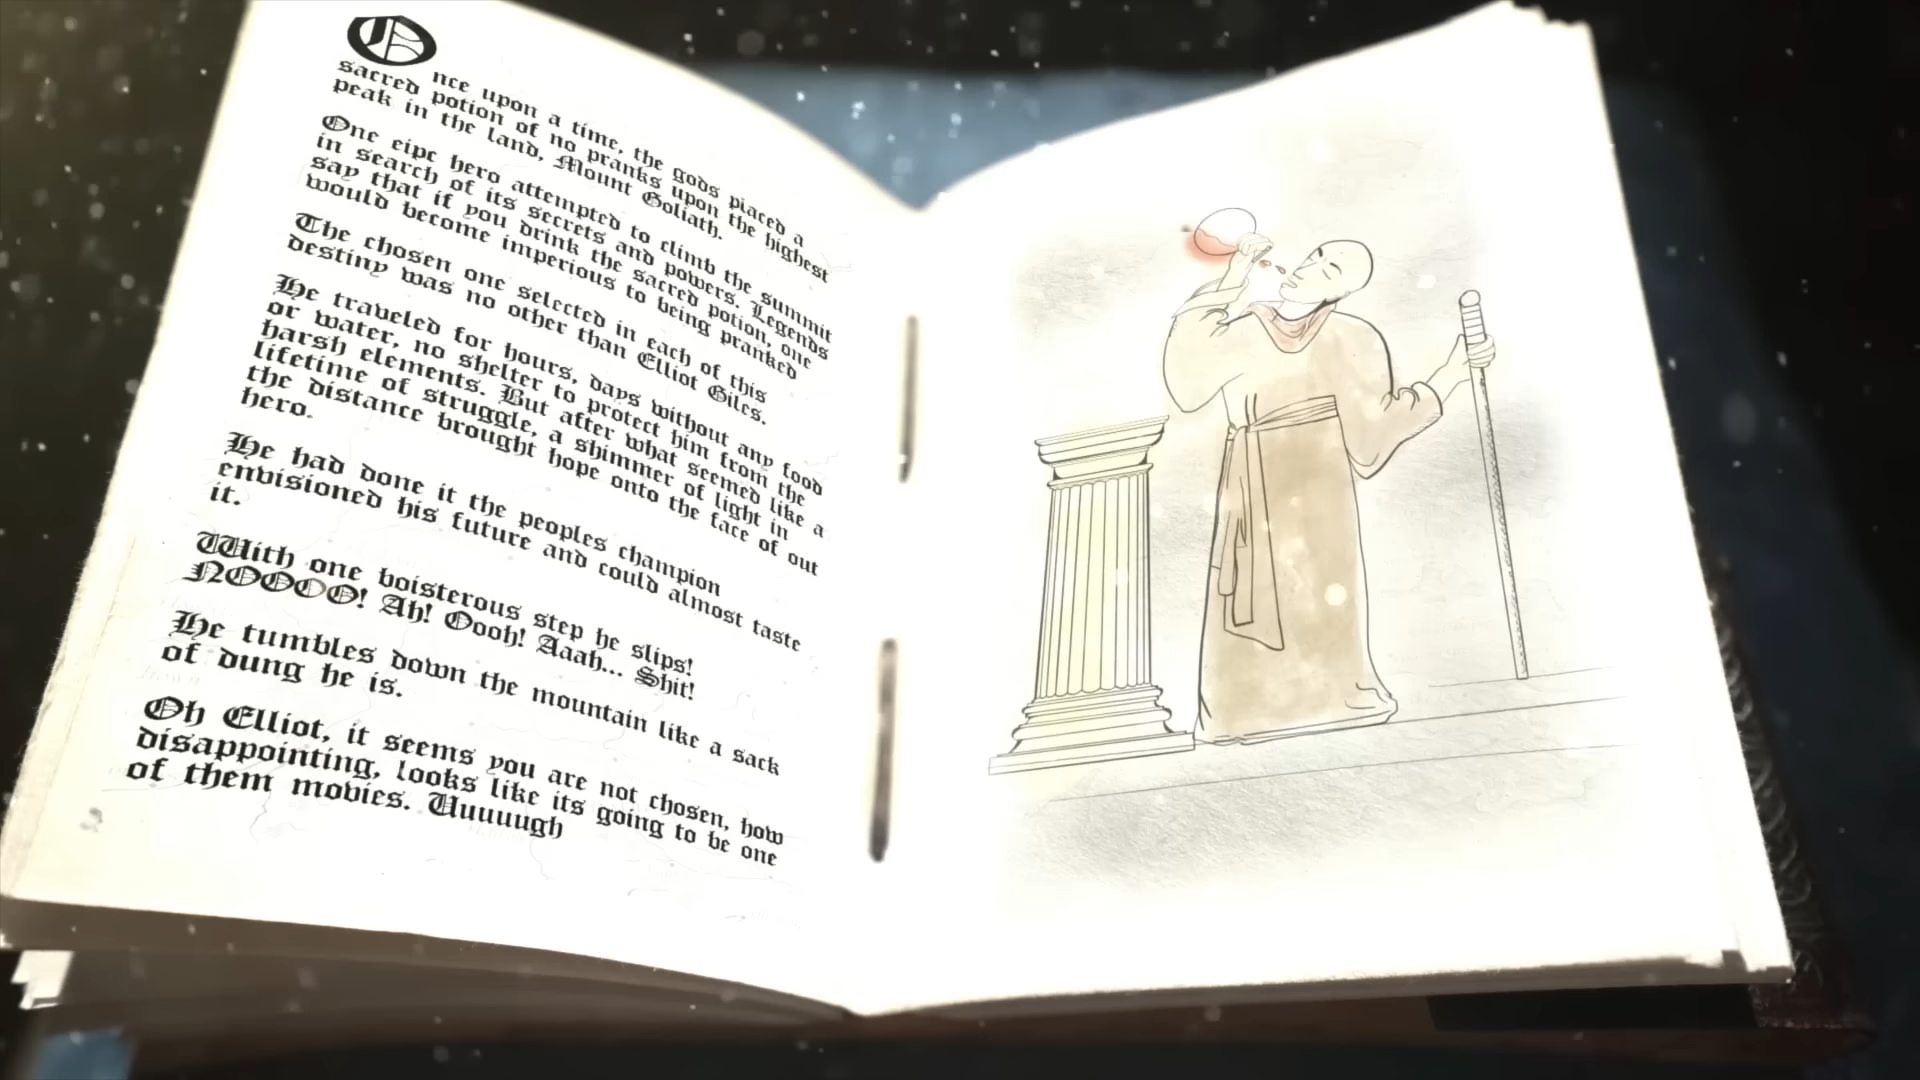 Once upon a time, the gods placed a
sacred potion of no pranks upon the highest
peak in the land, Mount Goliath.
One eipc hero attempted to climb the summit
in search of its secrets and powers. Legends
say that if you drink the sacred potion, one
would become imperious to being pranked
The chosen one selected in each of this
destiny was no other than Elliot Giles.
He traveled for hours, days without any food
or water, no shelter to protect him from the
harsh elements. But after what seemed like a
lifetime of struggle, a shimmer of light in
the distance brought hope onto the face of out
hero.
He had done it the peoples champion
envisioned his future and could almost taste
it.
With one boisterous step he slips!
NOOOO! Ah! Oooh! Aaah... Shit!
He tumbles down the mountain like a sack
of dung he is.
Oh Elliot, it seems you are not chosen, how
disappointing, looks like its going to be one
of them movies. Uuuuugh